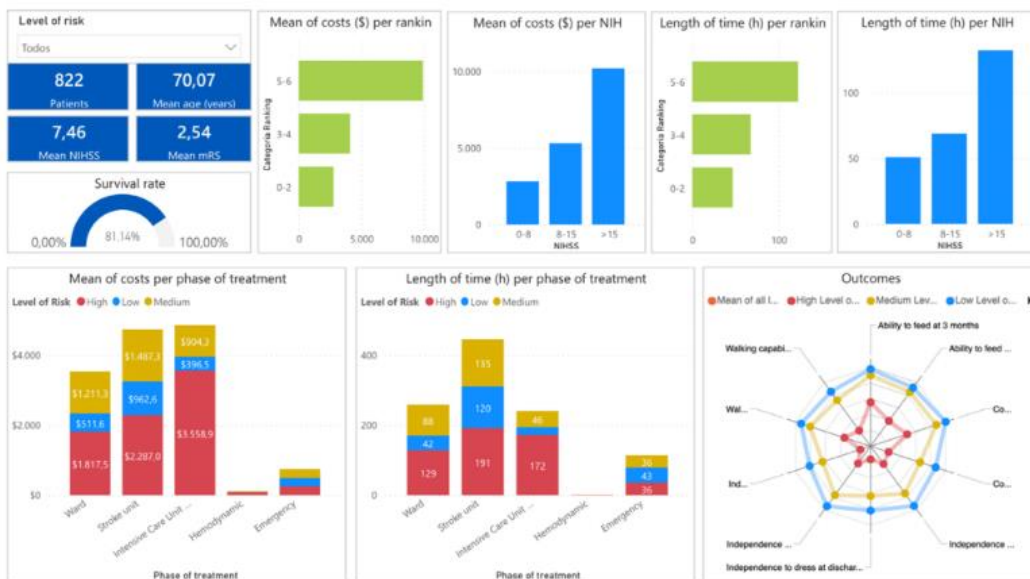 Level of risk
Todos
822
Patients
70,07
Mean age (years)
7,46
Mean NIHSS
2,54
Mean mRS
Survival rate
0,00%
81,14%
100,00%
Mean of costs ($) per rankin
Categoria Ranking
5-6
3-4
0-2
0
5.000
10.000
Mean of costs ($) per NIH
10.000
5.000
0
0-8
8-15
>15
NIHSS
Length of time (h) per rankin
Categoria Ranking
5-6
3-4
0-2
0
100
Length of time (h) per NIH
100
50
0
0-8
8-15
>15
NIHSS
Mean of costs per phase of treatment
Level of Risk High Low Medium
$4.000
$2.000
$0
$1.211,3
$511,6
$1.817,5
$1.487,3
$962,6
$2.287,0
$904,3
$396,5
$3.558,9
Ward
Stroke unit
Intensive Care Unit ...
Hemodynamic
Emergency
Phase of treatment
Length of time (h) per phase of treatment
Level of Risk High Low Medium
400
200
0
88
42
129
120
191
46
172
36
43
36
Ward
Stroke unit
Intensive Care Unit ...
Hemodynamic
Emergency
Phase of treatment
Outcomes
Mean of all l... High Level o... Medium Lev... Low Level o...
Ability to feed at 3 months
Walking capabi...
Ability to feed ...
Wal...
Co...
Ind...
Co...
Independence ...
Independence ...
Independence to dress at dischar...